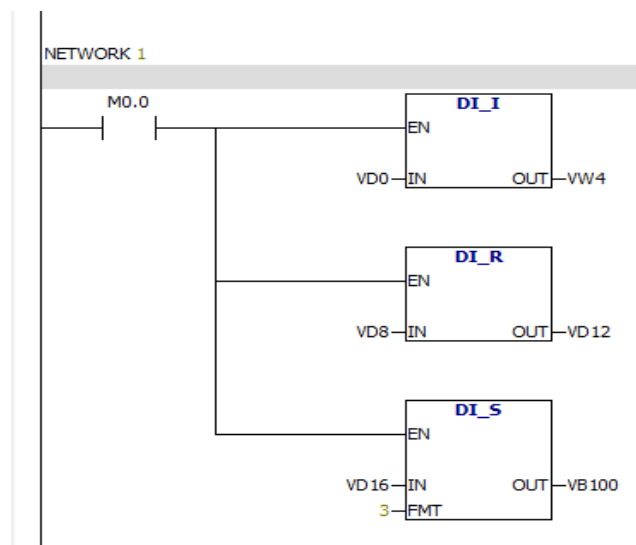 NETWORK 1
M0.0
DI_I
EN
VD0 IN OUT VW4
DI_R
EN
VD8 IN OUT VD12
DI_S
EN
VD16 IN OUT VB100
3 FMT